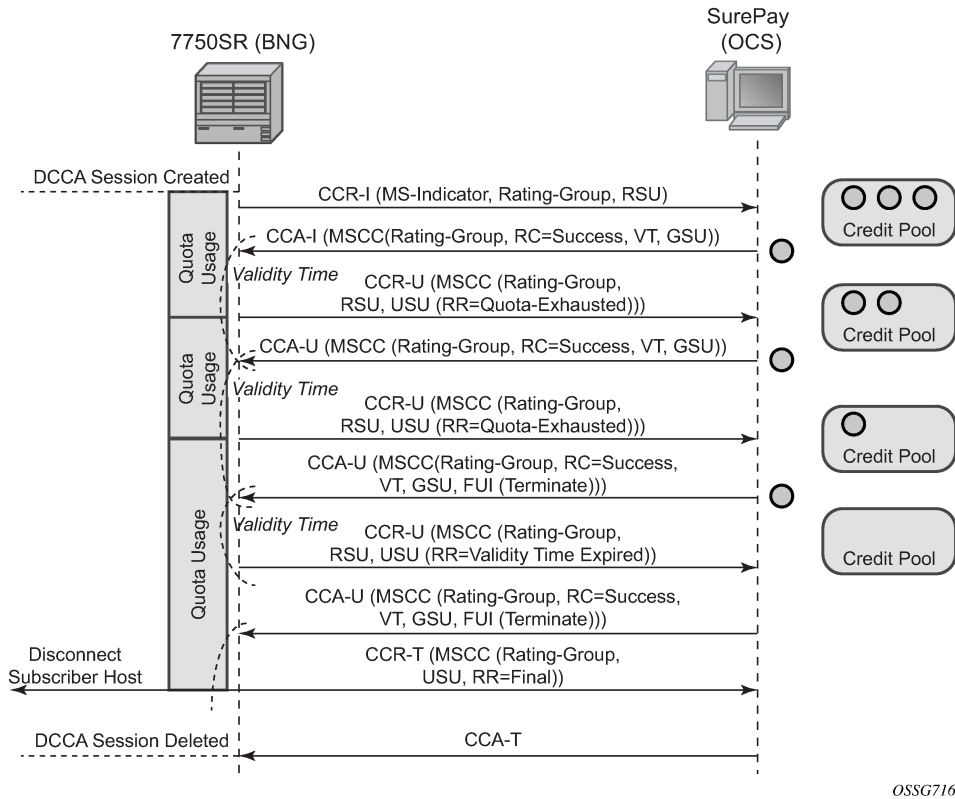 SurePay
(OCS)
7750SR (BNG)
DCCA Session Created
CCR-I (MS-Indicator, Rating-Group, RSU)
Credit Pool
CCA-I (MSCC(Rating-Group, RC=Success, VT, GSU))
Quota
Usage
Validity Time
CCR-U (MSCC (Rating-Group,
RSU, USU (RR=Quota-Exhausted)))
Credit Pool
CCA-U (MSCC (Rating-Group, RC=Success, VT, GSU))
Quota
Usage
Validity Time
CCR-U (MSCC (Rating-Group,
RSU, USU (RR=Quota-Exhausted)))
Credit Pool
CCA-U (MSCC(Rating-Group, RC=Success,
VT, GSU, FUI (Terminate)))
Quota Usage
Validity Time
CCR-U (MSCC (Rating-Group,
RSU, USU (RR=Validity Time Expired))
Credit Pool
CCA-U (MSCC (Rating-Group, RC=Success,
VT, GSU, FUI (Terminate)))
Disconnect
Subscriber Host
CCR-T (MSCC (Rating-Group,
USU, RR=Final))
DCCA Session Deleted
CCA-T
OSSG716